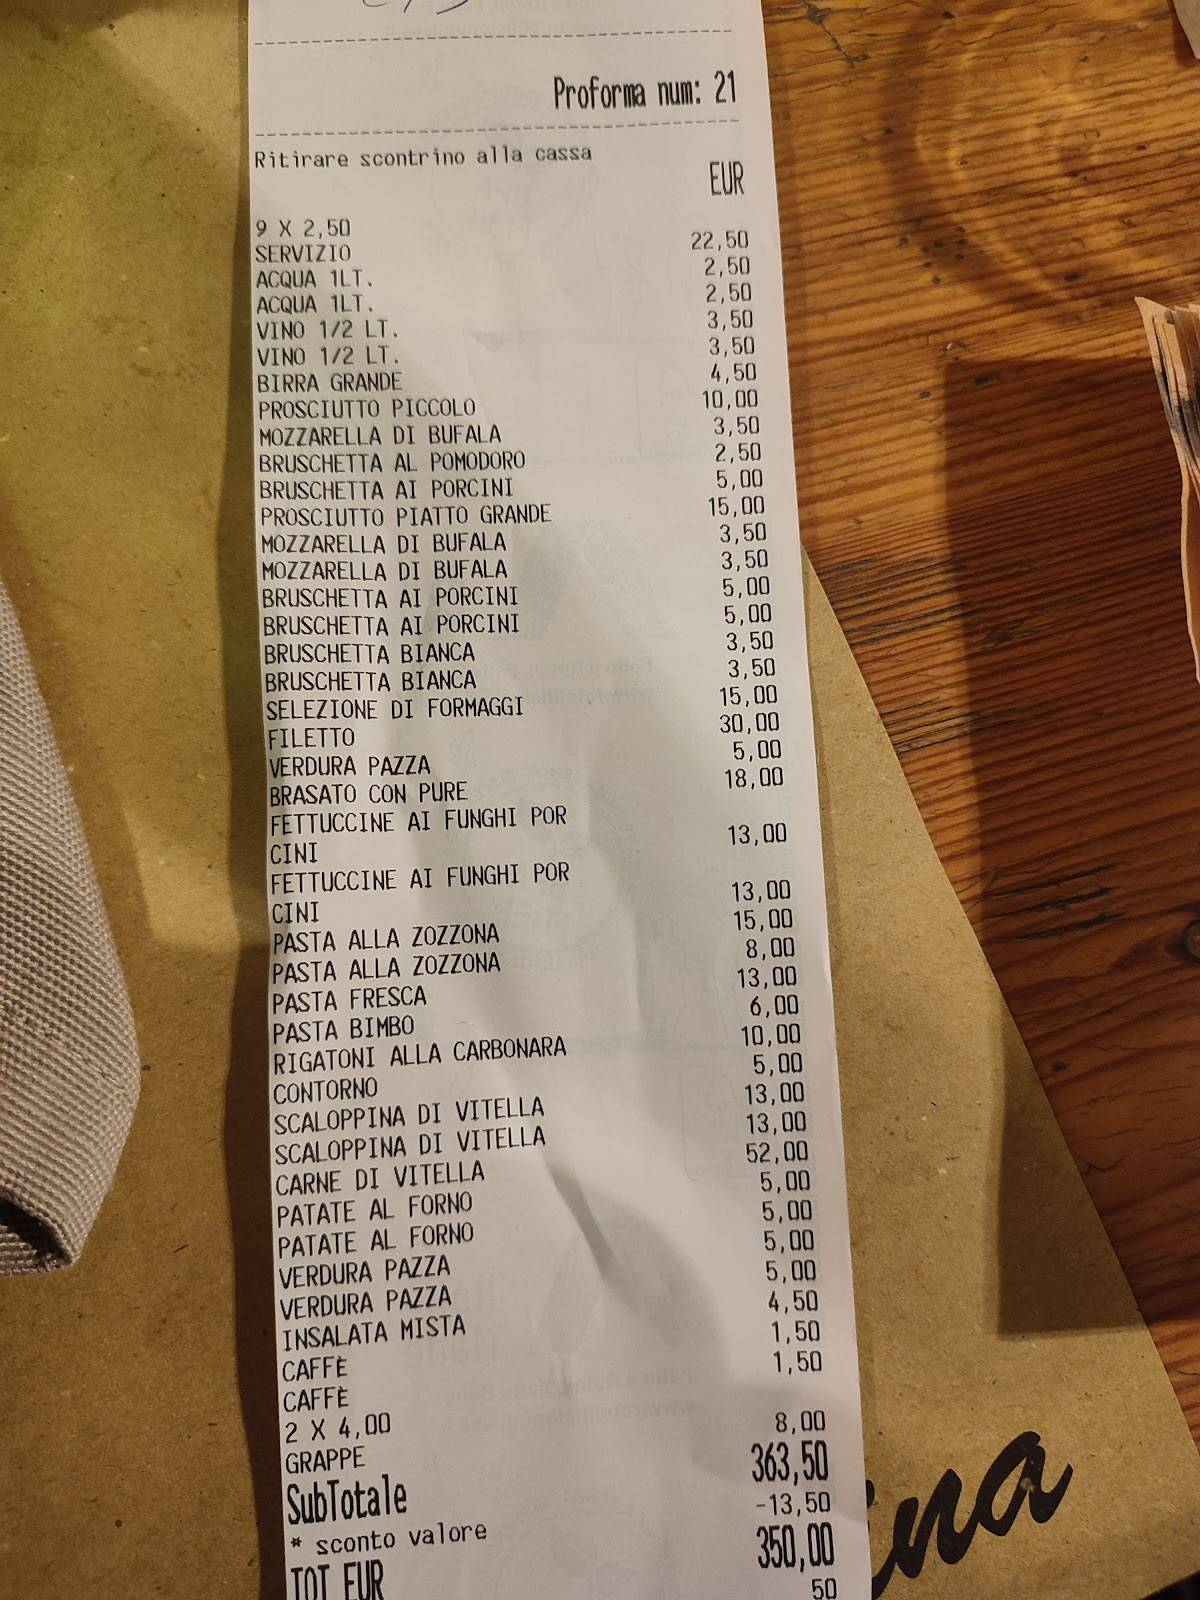 Proforma num: 21
Ritirare scontrino alla cassa
EUR
9 X 2,50
SERVIZIO 22,50
ACQUA 1LT. 2,50
ACQUA 1LT. 2,50
VINO 1/2 LT. 3,50
VINO 1/2 LT. 3,50
BIRRA GRANDE 4,50
PROSCIUTTO PICCOLO 10,00
MOZZARELLA DI BUFALA 3,50
BRUSCHETTA AL POMODORO 2,50
BRUSCHETTA AI PORCINI 5,00
PROSCIUTTO PIATTO GRANDE 15,00
MOZZARELLA DI BUFALA 3,50
MOZZARELLA DI BUFALA 3,50
BRUSCHETTA AI PORCINI 5,00
BRUSCHETTA AI PORCINI 5,00
BRUSCHETTA BIANCA 3,50
BRUSCHETTA BIANCA 3,50
SELEZIONE DI FORMAGGI 15,00
FILETTO 30,00
VERDURA PAZZA 5,00
BRASATO CON PURE 18,00
FETTUCCINE AI FUNGHI POR
CINI 13,00
FETTUCCINE AI FUNGHI POR
CINI 13,00
PASTA ALLA ZOZZONA 15,00
PASTA ALLA ZOZZONA 8,00
PASTA FRESCA 13,00
PASTA BIMBO 6,00
RIGATONI ALLA CARBONARA 10,00
CONTORNO 5,00
SCALOPPINA DI VITELLA 13,00
SCALOPPINA DI VITELLA 13,00
CARNE DI VITELLA 52,00
PATATE AL FORNO 5,00
PATATE AL FORNO 5,00
VERDURA PAZZA 5,00
VERDURA PAZZA 5,00
INSALATA MISTA 4,50
CAFFÈ 1,50
CAFFÈ 1,50
2 X 4,00
GRAPPE 8,00
SubTotale 363,50
* sconto valore -13,50
TOT EUR 350,00
50